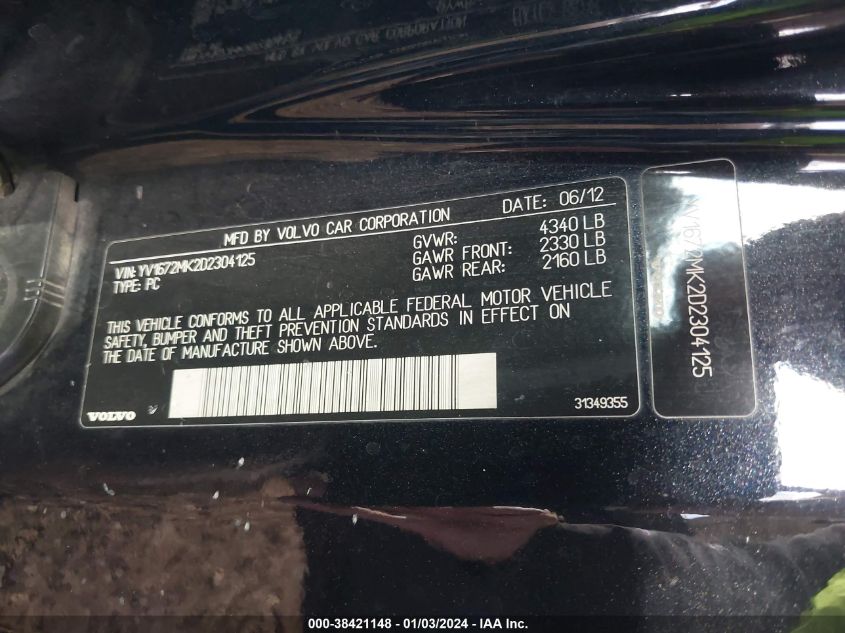 MFD BY VOLVO CAR CORPORATION DATE: 06/12
VIN: YV1672MK2D2304125
TYPE: PC
GVWR: 4340 LB
GAWR FRONT: 2330 LB
GAWR REAR: 2160 LB
THIS VEHICLE CONFORMS TO ALL APPLICABLE FEDERAL MOTOR VEHICLE
SAFETY, BUMPER AND THEFT PREVENTION STANDARDS IN EFFECT ON
THE DATE OF MANUFACTURE SHOWN ABOVE.
VOLVO
31349355
YV1672MK2D2304125
VOLVO
000-38421148 - 01/03/2024 - IAA Inc.